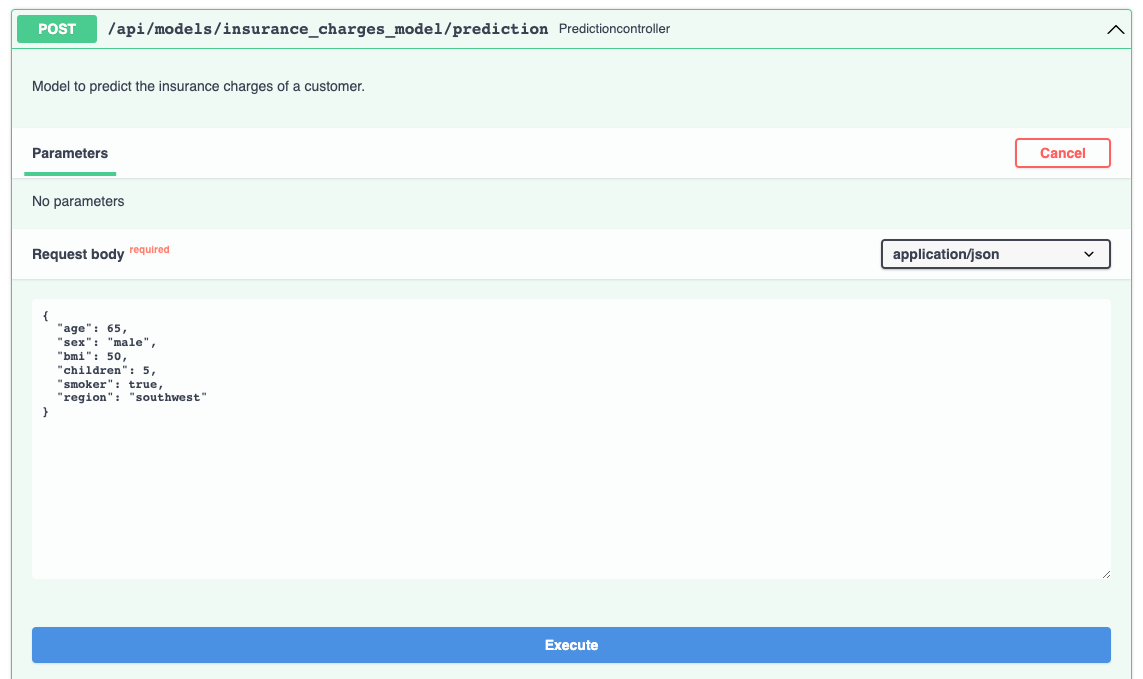 POST /api/models/insurance_charges_model/prediction Predictioncontroller
Model to predict the insurance charges of a customer.
Parameters
Cancel
No parameters
Request body required
application/json
{
  "age": 65,
  "sex": "male",
  "bmi": 50,
  "children": 5,
  "smoker": true,
  "region": "southwest"
}
Execute